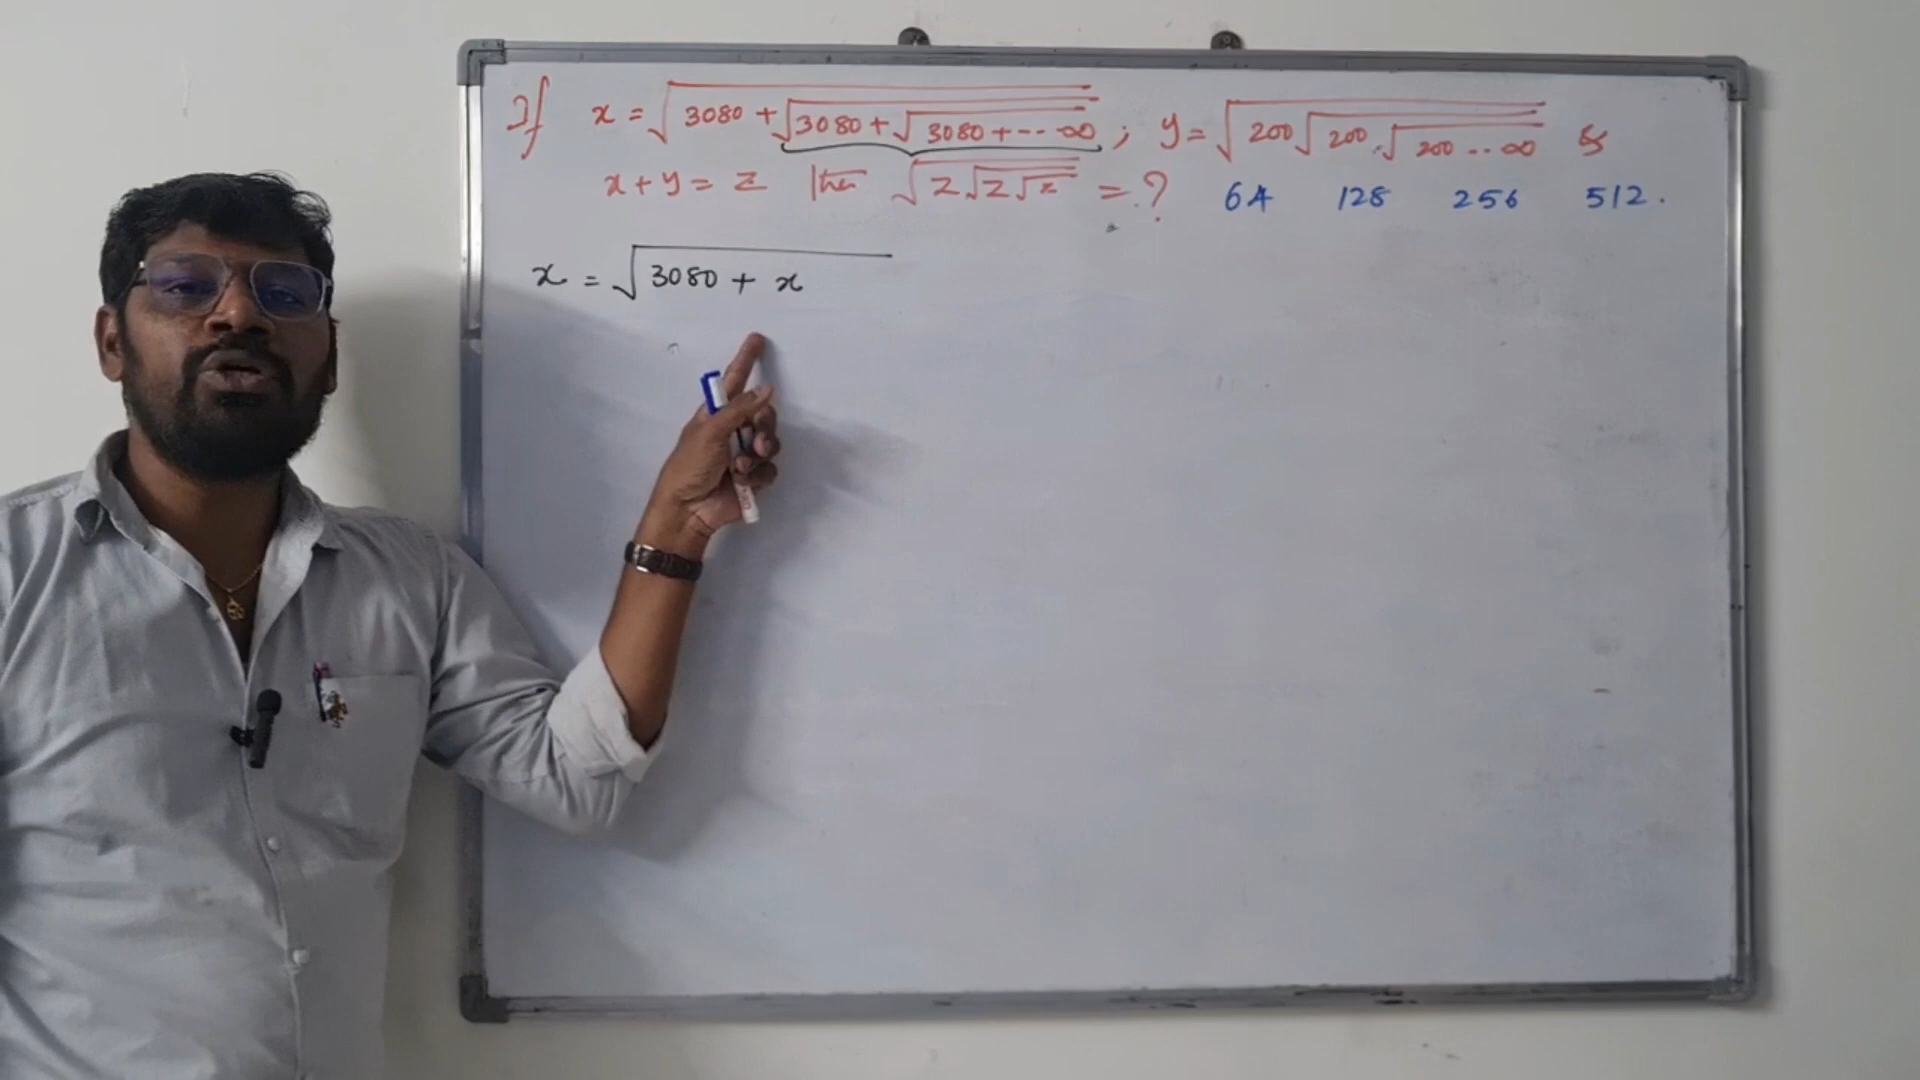 If x = √(3080 + √(3080 + √(3080 + --- ∞))) ; y = √(200√(200.√(200 --- ∞))) &
x + y = z then √(z√(z√z)) = ? 64 128 256 512.
x = √(3080 + x)